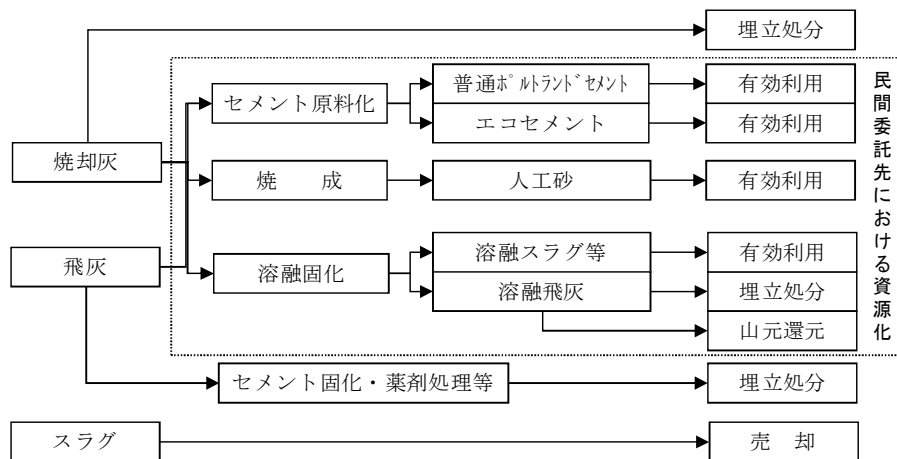 埋立処分
セメント原料化
普通ﾎﾟﾙﾄﾗﾝﾄﾞｾﾒﾝﾄ
有効利用
エコセメント
有効利用
焼却灰
焼　成
人工砂
有効利用
飛灰
溶融固化
溶融スラグ等
有効利用
溶融飛灰
埋立処分
山元還元
民間委託先における資源化
セメント固化・薬剤処理等
埋立処分
スラグ
売　却